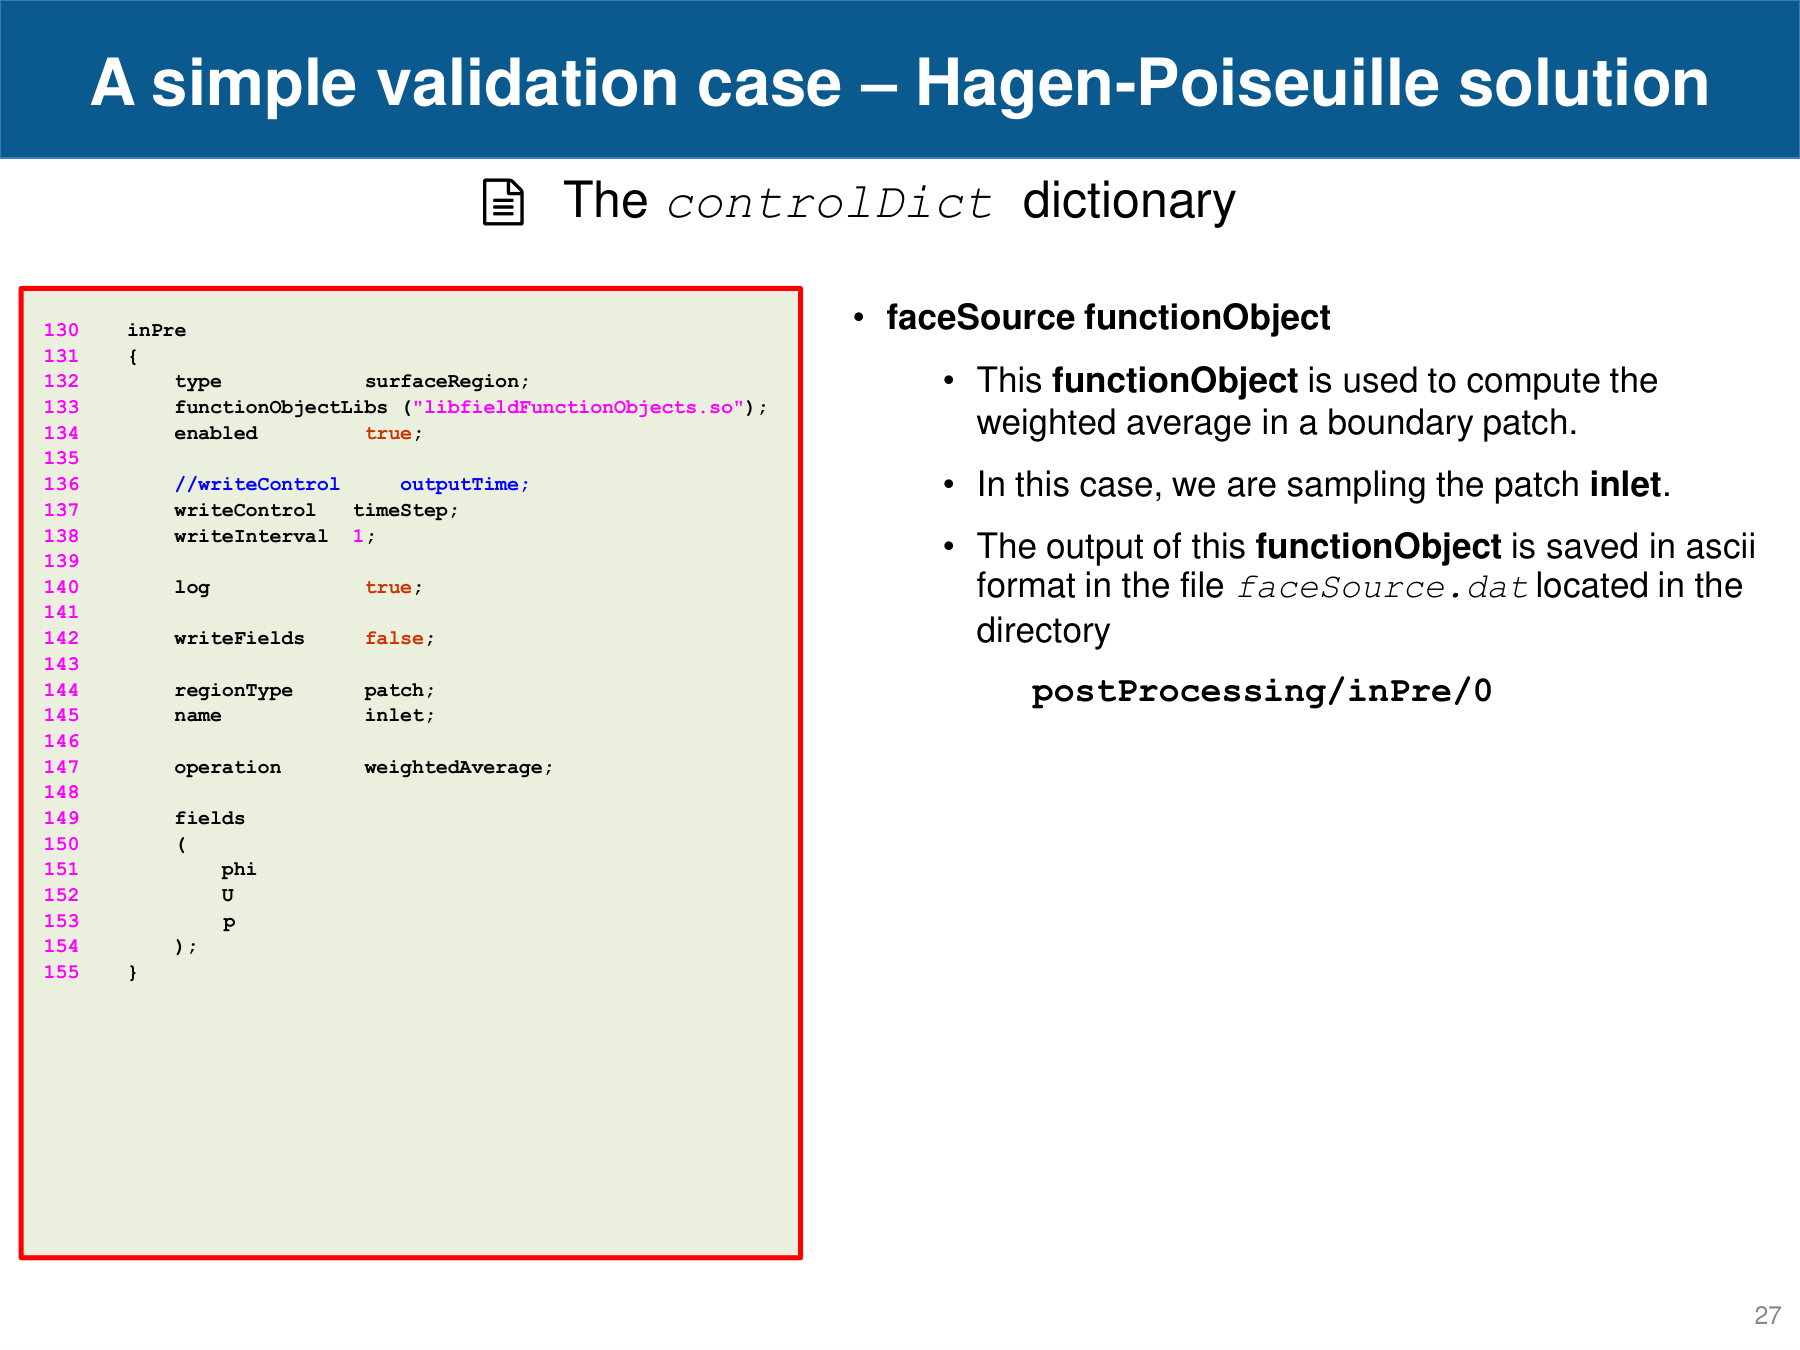 A simple validation case – Hagen-Poiseuille solution
The controlDict dictionary
130    inPre
131    {
132        type            surfaceRegion;
133        functionObjectLibs ("libfieldFunctionObjects.so");
134        enabled         true;
135
136        //writeControl     outputTime;
137        writeControl   timeStep;
138        writeInterval  1;
139
140        log             true;
141
142        writeFields     false;
143
144        regionType      patch;
145        name            inlet;
146
147        operation       weightedAverage;
148
149        fields
150        (
151            phi
152            U
153            p
154        );
155    }
• faceSource functionObject
• This functionObject is used to compute the
weighted average in a boundary patch.
• In this case, we are sampling the patch inlet.
• The output of this functionObject is saved in ascii
format in the file faceSource.dat located in the
directory
postProcessing/inPre/0
27